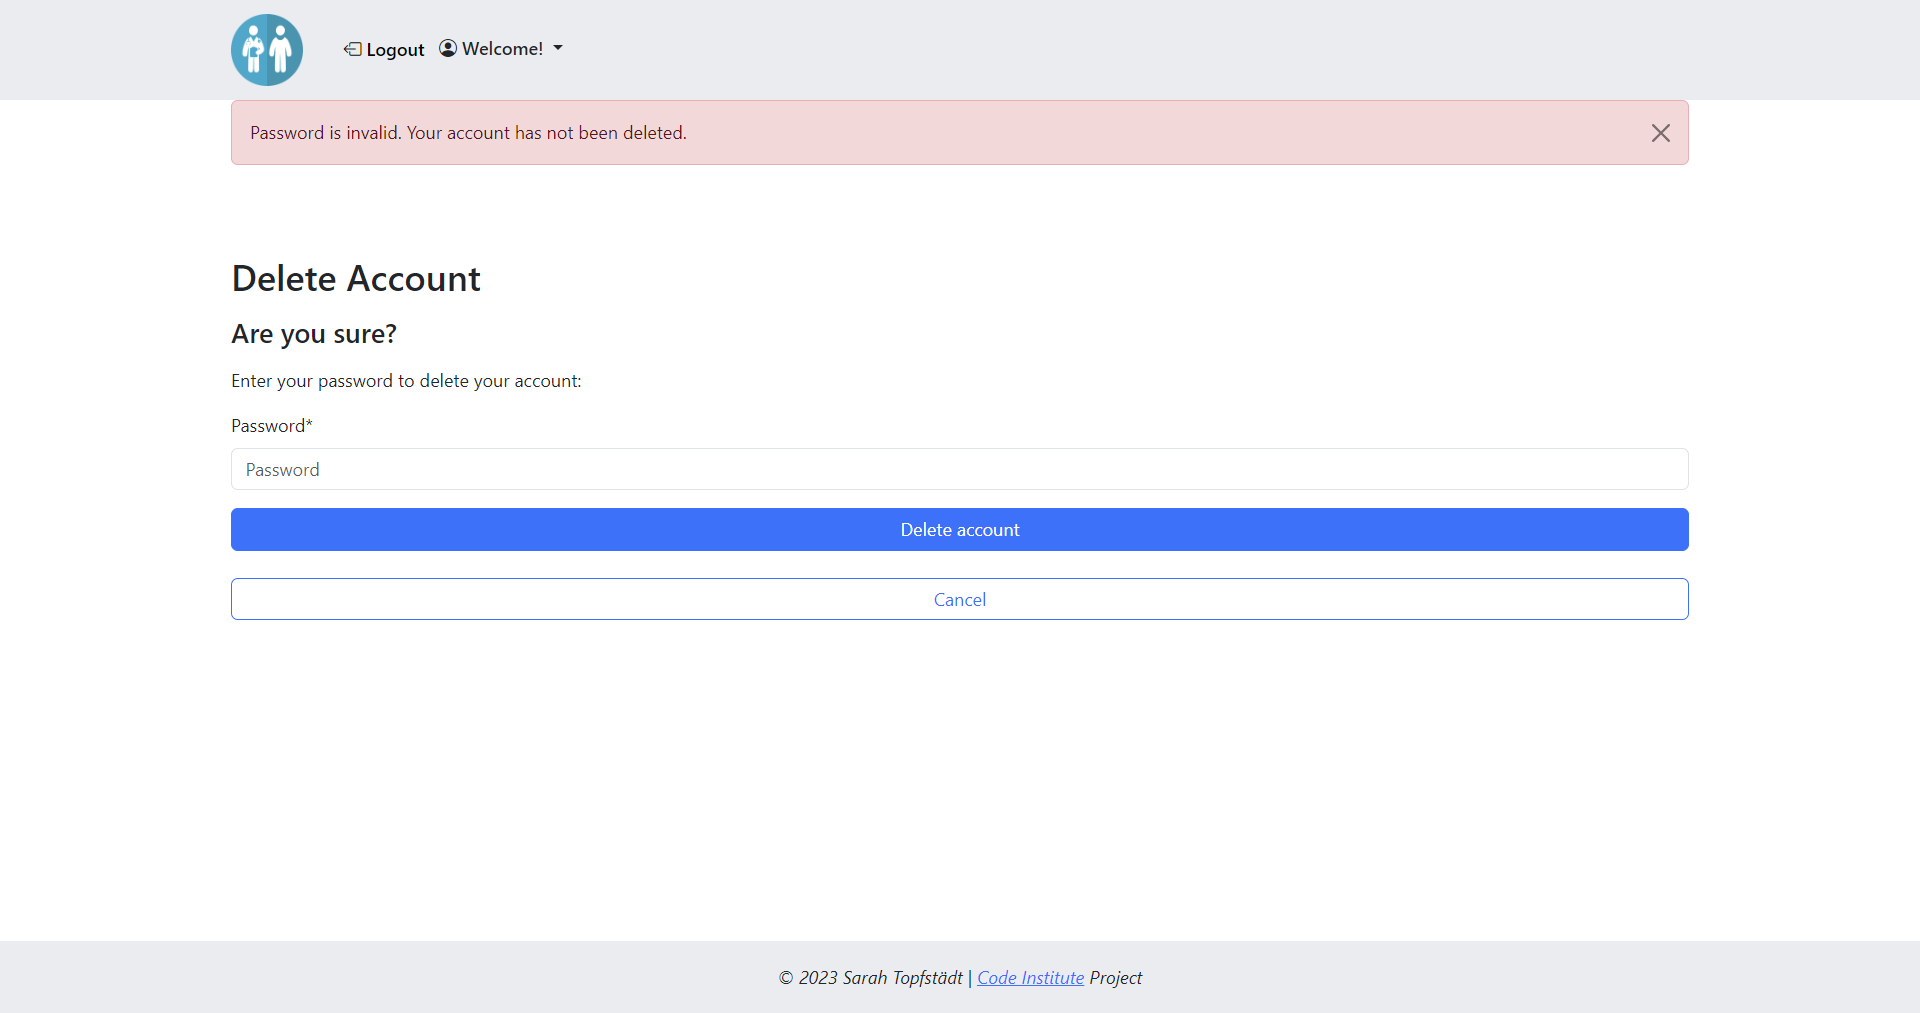 Logout Welcome!
Password is invalid. Your account has not been deleted.
Delete Account
Are you sure?
Enter your password to delete your account:
Password*
Password
Delete account
Cancel
© 2023 Sarah Topfstädt | Code Institute Project